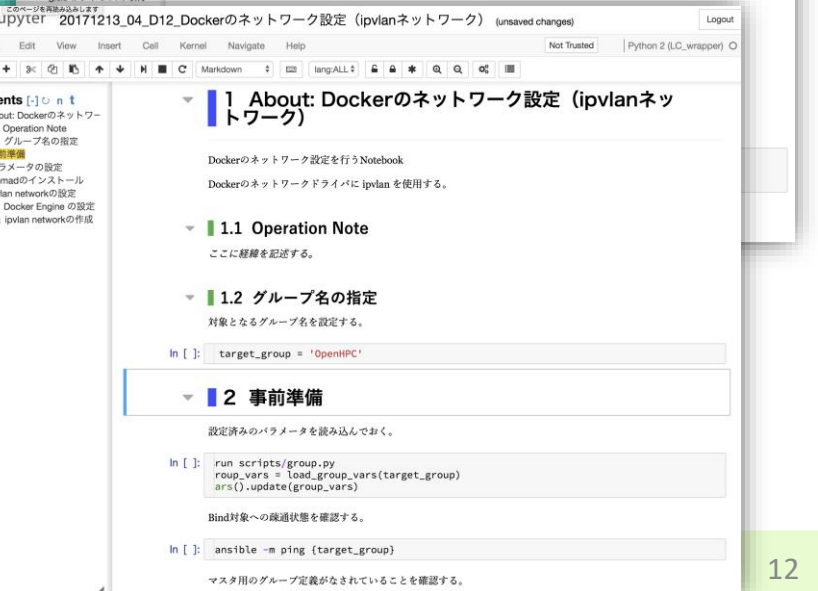 このページを再読み込みします
upyter 20171213_04_D12_Dockerのネットワーク設定（ipvlanネットワーク） (unsaved changes)
Logout
Edit View Insert Cell Kernel Navigate Help
Not Trusted
Python 2 (LC_wrapper)
Markdown
lang:ALL
ents [-] n t
out: Dockerのネットワー
Operation Note
グループ名の指定
前準備
ラメータの設定
madのインストール
lan networkの設定
Docker Engine の設定
ipvlan networkの作成
1 About: Dockerのネットワーク設定（ipvlanネッ
トワーク）
Dockerのネットワーク設定を行うNotebook
Dockerのネットワークドライバに ipvlan を使用する。
1.1 Operation Note
ここに経緯を記述する。
1.2 グループ名の指定
対象となるグループ名を設定する。
In [ ]: target_group = 'OpenHPC'
2 事前準備
設定済みのパラメータを読み込んでおく。
In [ ]: run scripts/group.py
roup_vars = load_group_vars(target_group)
ars().update(group_vars)
Bind対象への疎通状態を確認する。
In [ ]: ansible -m ping {target_group}
マスタ用のグループ定義がなされていることを確認する。
12